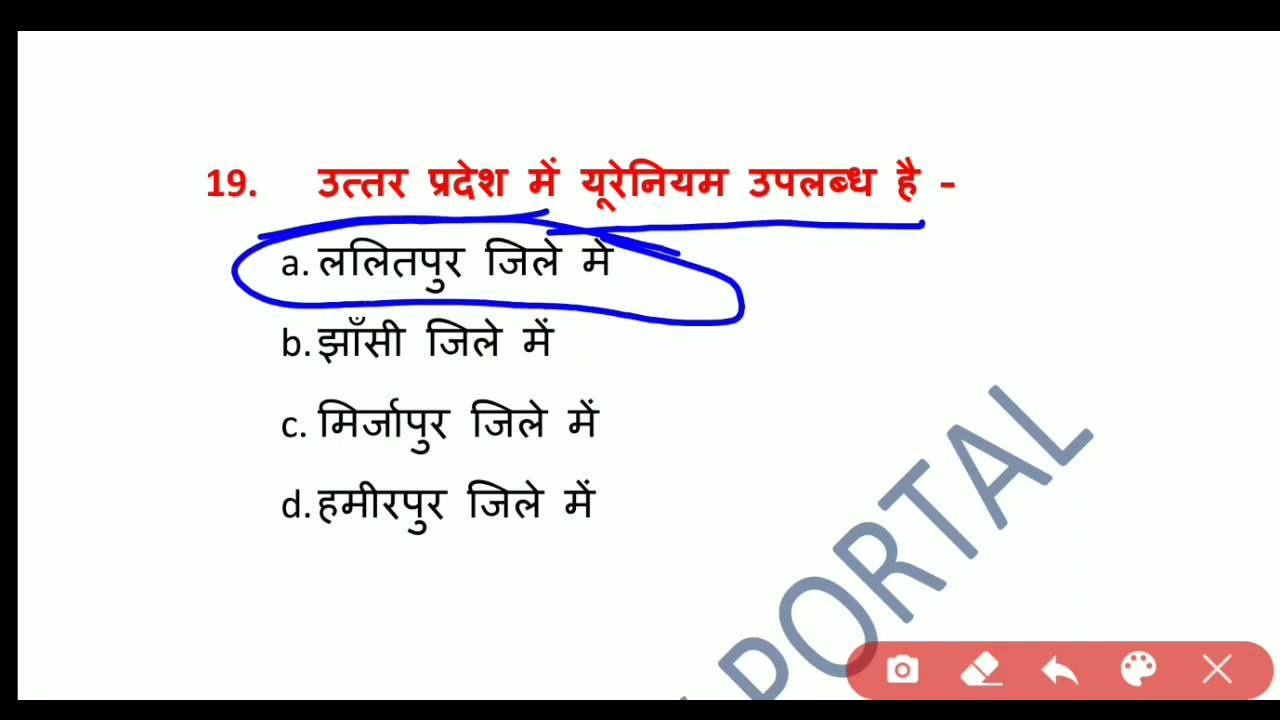 19. उत्तर प्रदेश में यूरेनियम उपलब्ध है -
a. ललितपुर जिले मे
b. झाँसी जिले में
c. मिर्जापुर जिले में
d. हमीरपुर जिले में
PORTAL